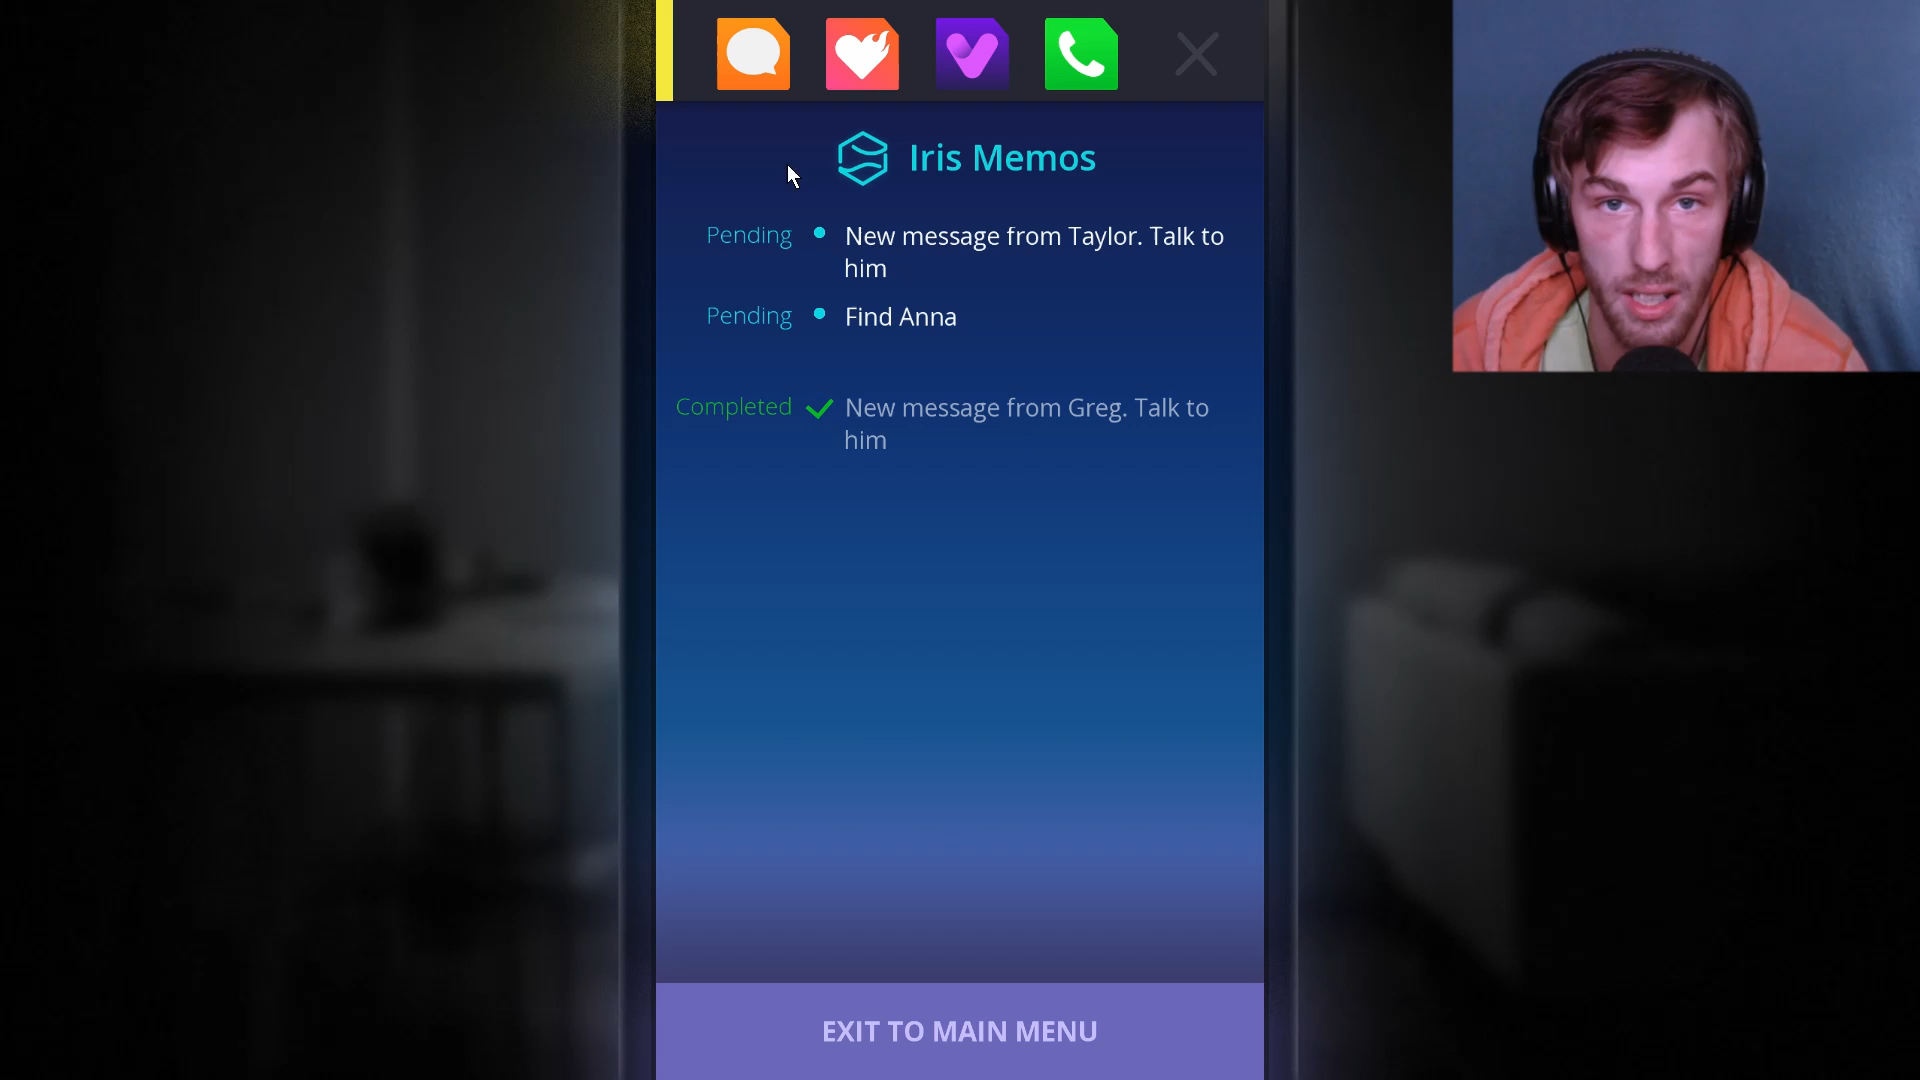 Iris Memos
Pending
New message from Taylor. Talk to
him
Pending
Find Anna
Completed
New message from Greg. Talk to
him
EXIT TO MAIN MENU